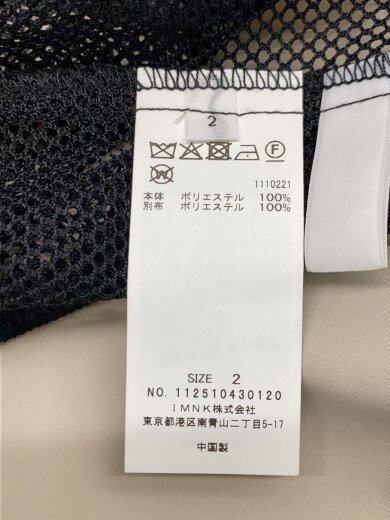 2
1110221
本体 ポリエステル 100%
別布 ポリエステル 100%
SIZE 2
NO. 112510430120
IMNK株式会社
東京都港区南青山二丁目5-17
中国製